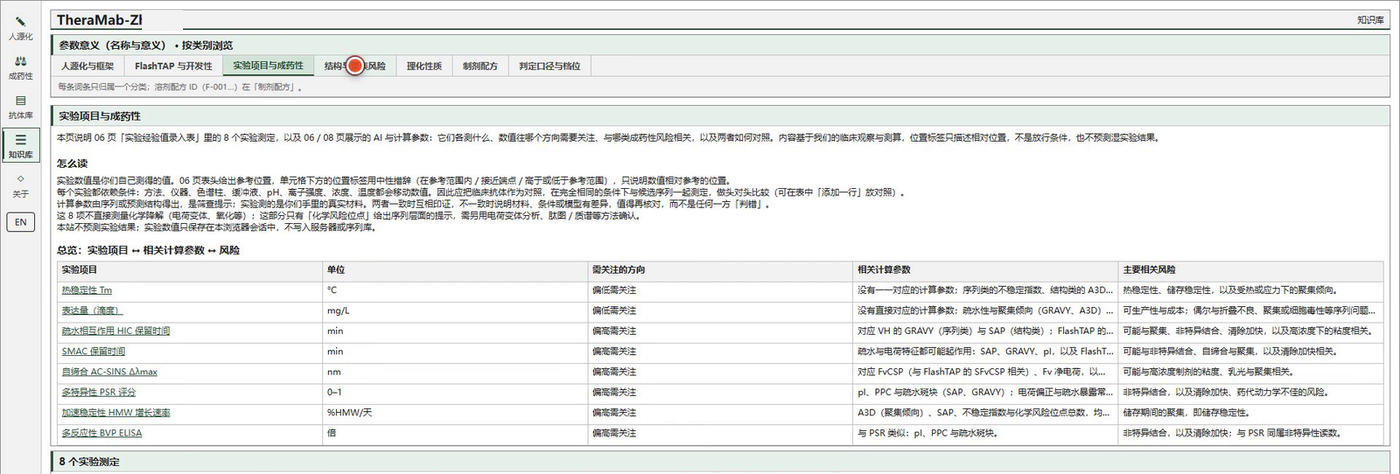 TheraMab-Zl
知识库
人源化
成药性
抗体库
知识库
关于
EN
参数意义（名称与意义）・按类别浏览
人源化与框架 FlashTAP 与开发性 实验项目与成药性 结构与 风险 理化性质 制剂配方 判定口径与档位
每条词条只归属一个分类；溶剂配方 ID（F-001…）在「制剂配方」。
实验项目与成药性
本页说明 06 页「实验经验值录入表」里的 8 个实验测定，以及 06 / 08 页展示的 AI 与计算参数：它们各测什么、数值往哪个方向需要关注、与哪类成药性风险相关，以及两者如何对照。内容基于我们的临床观察与测算，位置标签只描述相对位置，不是放行条件，也不预测湿实验结果。
怎么读
实验数值是你们自己测得的值。06 页表头给出参考位置，单元格下方的位置标签用中性措辞（在参考范围内 / 接近端点 / 高于或低于参考范围），只说明数值相对参考的位置。
每个实验都依赖条件：方法、仪器、色谱柱、缓冲液、pH、离子强度、浓度、温度都会移动数值。因此应把临床抗体作为对照，在完全相同的条件下与候选序列一起测定，做头对头比较（可在表中「添加一行」放对照）。
计算参数由序列或预测结构得出，是筛查提示；实验测的是你们手里的真实材料。两者一致时互相印证，不一致时说明材料、条件或模型有差异，值得再核对，而不是任何一方「判错」。
这 8 项不直接测量化学降解（电荷变体、氧化等）；这部分只有「化学风险位点」给出序列层面的提示，需另用电荷变体分析、肽图 / 质谱等方法确认。
本站不预测实验结果；实验数值只保存在本浏览器会话中，不写入服务器或序列库。
总览：实验项目 ↔ 相关计算参数 ↔ 风险
实验项目 单位 需关注的方向 相关计算参数 主要相关风险
热稳定性 Tm °C 偏低需关注 没有一一对应的计算参数；序列类的不稳定指数、结构类的 A3D… 热稳定性、储存稳定性，以及受热或应力下的聚集倾向。
表达量（滴度） mg/L 偏低需关注 没有直接对应的计算参数；疏水性与聚集倾向（GRAVY、A3D）… 可生产性与成本；偶尔与折叠不良、聚集或细胞毒性等序列问题…
疏水相互作用 HIC 保留时间 min 偏高需关注 对应 VH 的 GRAVY（序列类）与 SAP（结构类）；FlashTAP 的… 可能与聚集、非特异结合、清除加快，以及高浓度下的粘度相关。
SMAC 保留时间 min 偏高需关注 疏水与电荷特征都可能起作用：SAP、GRAVY、pI，以及 FlashT… 可能与非特异结合、自缔合与聚集，以及清除加快相关。
自缔合 AC-SINS Δλmax nm 偏高需关注 对应 FvCSP（与 FlashTAP 的 SFvCSP 相关）、Fv 净电荷，以… 可能与高浓度制剂的粘度、乳光与聚集相关。
多特异性 PSR 评分 0–1 偏高需关注 pI、PPC 与疏水斑块（SAP、GRAVY）；电荷偏正与疏水暴露常… 非特异结合，以及清除加快、药代动力学不佳的风险。
加速稳定性 HMW 增长速率 %HMW/天 偏高需关注 A3D（聚集倾向）、SAP、不稳定指数与化学风险位点总数，均… 储存期间的聚集，即储存稳定性。
多反应性 BVP ELISA 倍 偏高需关注 与 PSR 类似：pI、PPC 与疏水斑块。 非特异结合，以及清除加快；与 PSR 同属非特异性读数。
8 个实验测定